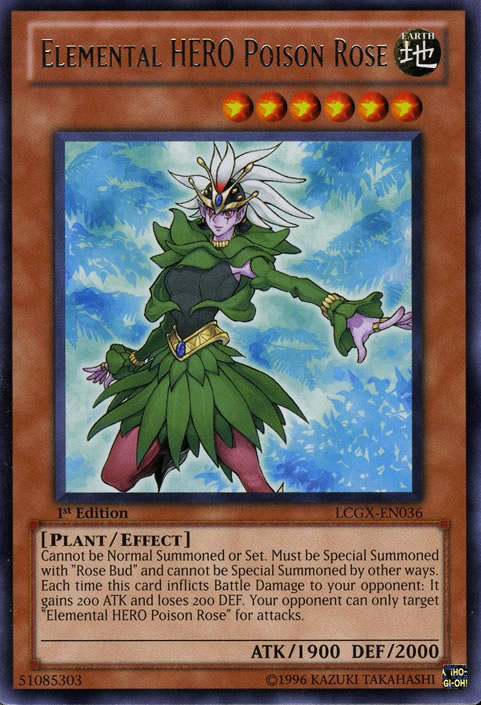 ELEMENTAL HERO POISON ROSE
EARTH
地
1st Edition
LCGX-EN036
[PLANT/EFFECT]
Cannot be Normal Summoned or Set. Must be Special Summoned
with "Rose Bud" and cannot be Special Summoned by other ways.
Each time this card inflicts Battle Damage to your opponent: It
gains 200 ATK and loses 200 DEF. Your opponent can only target
"Elemental HERO Poison Rose" for attacks.
ATK/1900 DEF/2000
51085303
©1996 KAZUKI TAKAHASHI